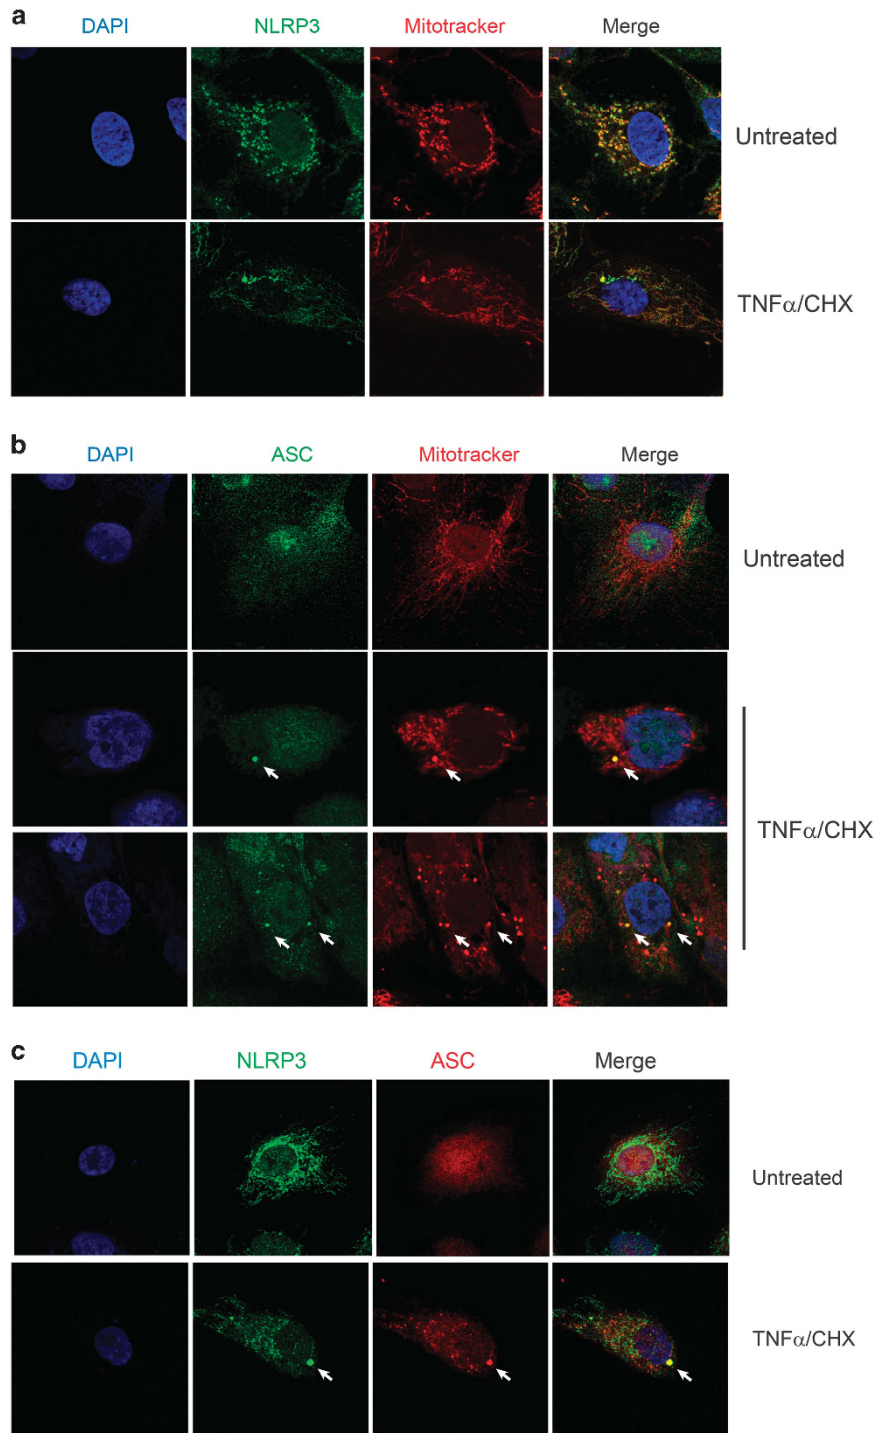 a
DAPI NLRP3 Mitotracker Merge
Untreated
TNFα/CHX
b
DAPI ASC Mitotracker Merge
Untreated
TNFα/CHX
c
DAPI NLRP3 ASC Merge
Untreated
TNFα/CHX